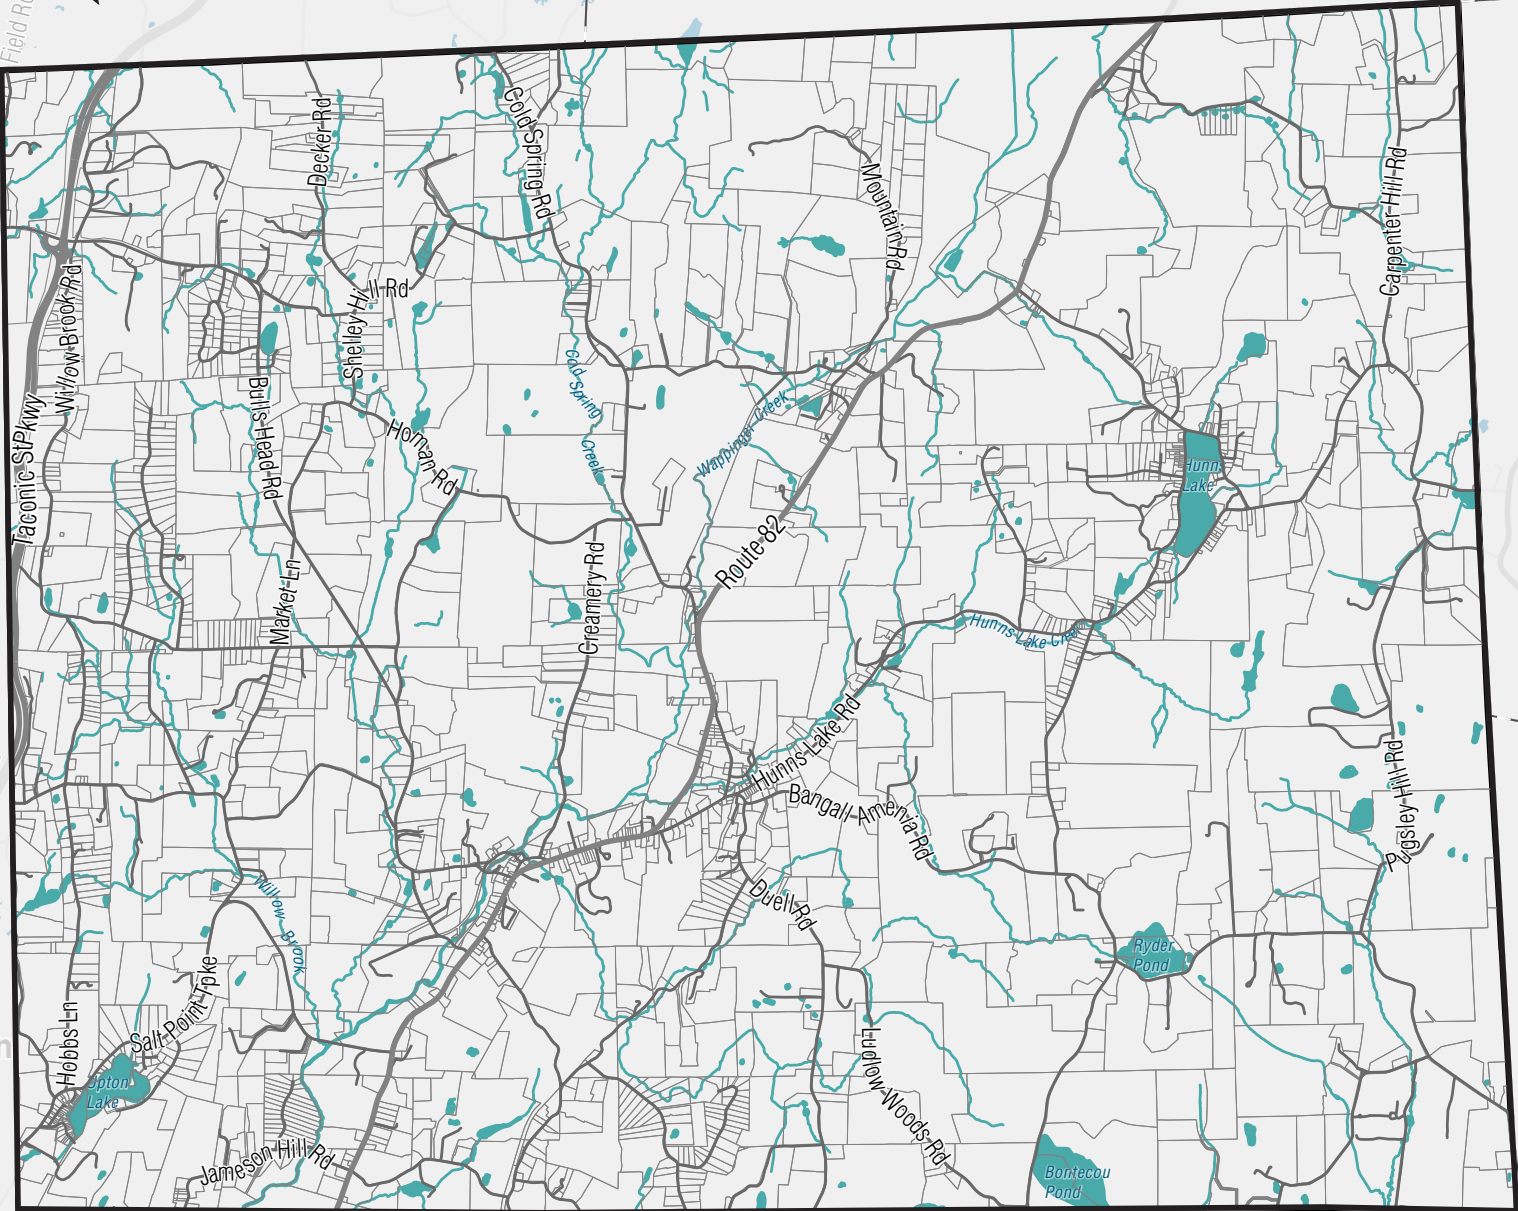 Field Rd
Decker Rd
Cold Spring Rd
Mountain Rd
Carpenter Hill Rd
Willow Brook Rd
Shelley Hill Rd
Cold Spring Creek
Wappinger Creek
Bulls Head Rd
Homan Rd
Taconic St Pkwy
Hunns
Lake
Route 82
Creamery Rd
Market Ln
Hunns Lake Creek
Hunns Lake Rd
Bangall Amenia Rd
Pugsley Hill Rd
Duell Rd
Willow Brook
Ryder
Pond
Salt Point Tpke
Hobbs Ln
Upton
Lake
Ludlow Woods Rd
Jameson Hill Rd
Bontecou
Pond